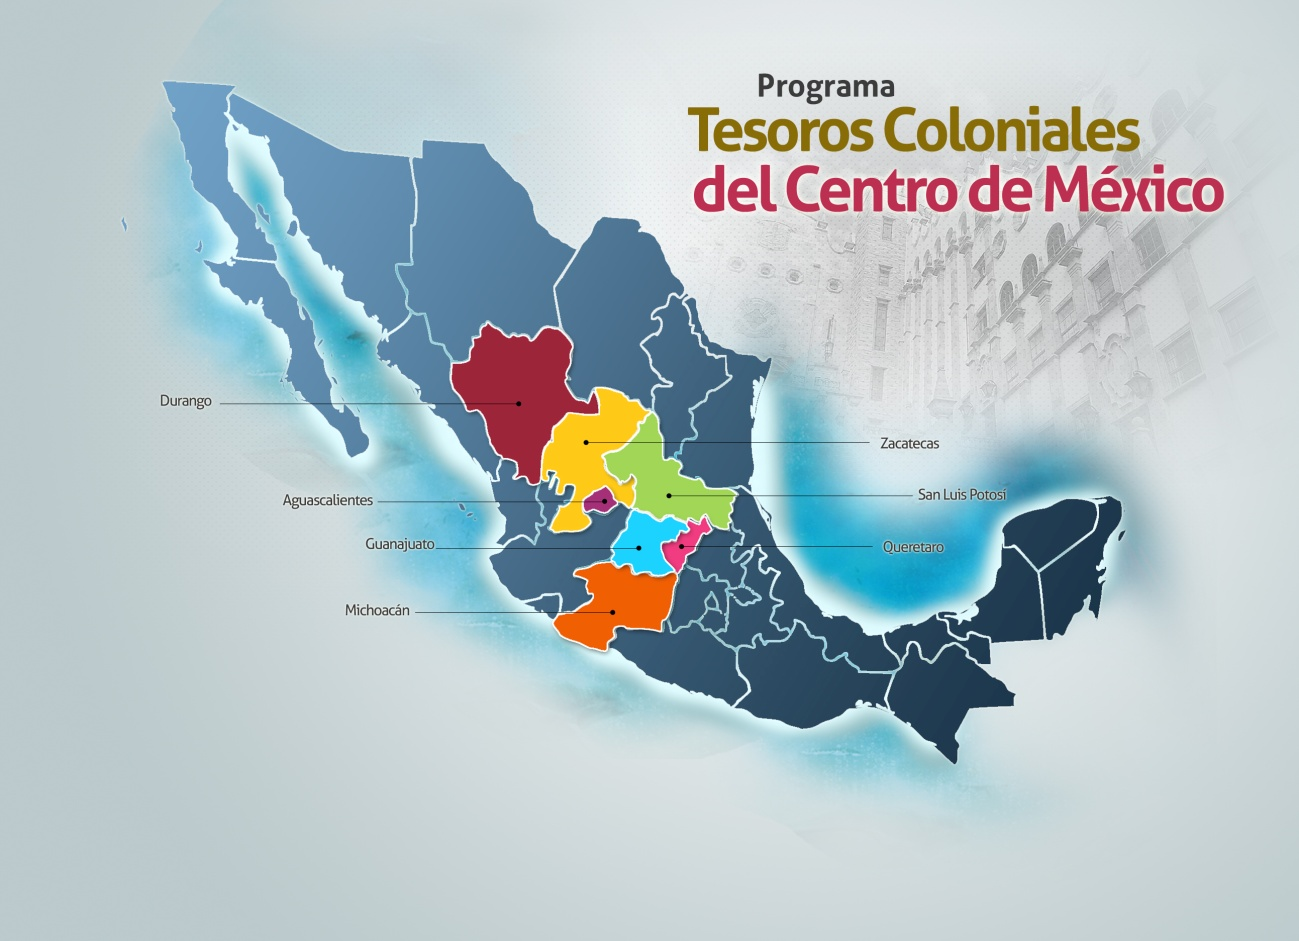 Programa
Tesoros Coloniales
del Centro de México
Durango
Zacatecas
Aguascalientes
San Luis Potosí
Guanajuato
Queretaro
Michoacán